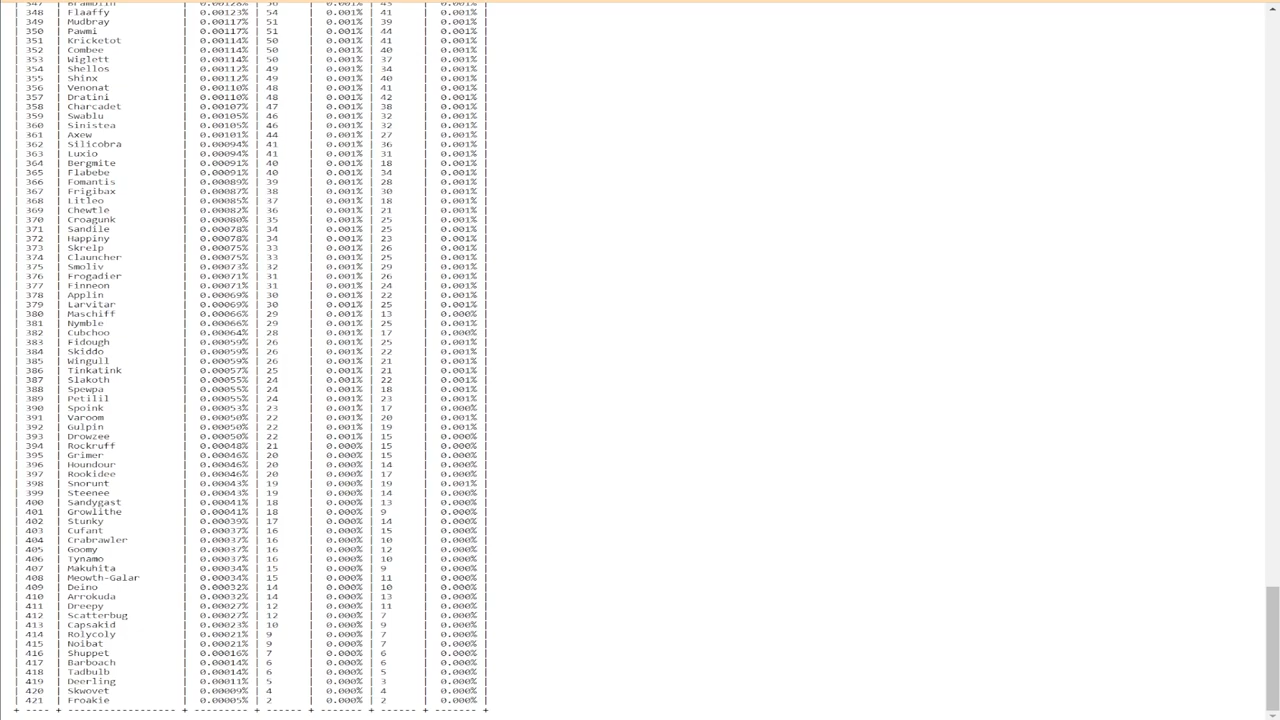 | 347 | Bramblin | 0.00128% | 56 | 0.001% | 45 | 0.001% |
| 348 | Flaaffy | 0.00123% | 54 | 0.001% | 41 | 0.001% |
| 349 | Mudbray | 0.00117% | 51 | 0.001% | 39 | 0.001% |
| 350 | Pawmi | 0.00117% | 51 | 0.001% | 44 | 0.001% |
| 351 | Kricketot | 0.00114% | 50 | 0.001% | 41 | 0.001% |
| 352 | Combee | 0.00114% | 50 | 0.001% | 40 | 0.001% |
| 353 | Wiglett | 0.00114% | 50 | 0.001% | 37 | 0.001% |
| 354 | Shellos | 0.00112% | 49 | 0.001% | 34 | 0.001% |
| 355 | Shinx | 0.00112% | 49 | 0.001% | 40 | 0.001% |
| 356 | Venonat | 0.00110% | 48 | 0.001% | 41 | 0.001% |
| 357 | Dratini | 0.00110% | 48 | 0.001% | 42 | 0.001% |
| 358 | Charcadet | 0.00107% | 47 | 0.001% | 38 | 0.001% |
| 359 | Swablu | 0.00105% | 46 | 0.001% | 32 | 0.001% |
| 360 | Sinistea | 0.00105% | 46 | 0.001% | 32 | 0.001% |
| 361 | Axew | 0.00101% | 44 | 0.001% | 27 | 0.001% |
| 362 | Silicobra | 0.00094% | 41 | 0.001% | 36 | 0.001% |
| 363 | Luxio | 0.00094% | 41 | 0.001% | 31 | 0.001% |
| 364 | Bergmite | 0.00091% | 40 | 0.001% | 18 | 0.001% |
| 365 | Flabebe | 0.00091% | 40 | 0.001% | 34 | 0.001% |
| 366 | Fomantis | 0.00089% | 39 | 0.001% | 28 | 0.001% |
| 367 | Frigibax | 0.00087% | 38 | 0.001% | 30 | 0.001% |
| 368 | Litleo | 0.00085% | 37 | 0.001% | 18 | 0.001% |
| 369 | Chewtle | 0.00082% | 36 | 0.001% | 21 | 0.001% |
| 370 | Croagunk | 0.00080% | 35 | 0.001% | 25 | 0.001% |
| 371 | Sandile | 0.00078% | 34 | 0.001% | 25 | 0.001% |
| 372 | Happiny | 0.00078% | 34 | 0.001% | 23 | 0.001% |
| 373 | Skrelp | 0.00075% | 33 | 0.001% | 26 | 0.001% |
| 374 | Clauncher | 0.00075% | 33 | 0.001% | 25 | 0.001% |
| 375 | Smoliv | 0.00073% | 32 | 0.001% | 29 | 0.001% |
| 376 | Frogadier | 0.00071% | 31 | 0.001% | 26 | 0.001% |
| 377 | Finneon | 0.00071% | 31 | 0.001% | 24 | 0.001% |
| 378 | Applin | 0.00069% | 30 | 0.001% | 22 | 0.001% |
| 379 | Larvitar | 0.00069% | 30 | 0.001% | 25 | 0.001% |
| 380 | Maschiff | 0.00066% | 29 | 0.001% | 13 | 0.000% |
| 381 | Nymble | 0.00066% | 29 | 0.001% | 25 | 0.001% |
| 382 | Cubchoo | 0.00064% | 28 | 0.001% | 17 | 0.000% |
| 383 | Fidough | 0.00059% | 26 | 0.001% | 25 | 0.001% |
| 384 | Skiddo | 0.00059% | 26 | 0.001% | 22 | 0.001% |
| 385 | Wingull | 0.00059% | 26 | 0.001% | 21 | 0.001% |
| 386 | Tinkatink | 0.00057% | 25 | 0.001% | 21 | 0.001% |
| 387 | Slakoth | 0.00055% | 24 | 0.001% | 22 | 0.001% |
| 388 | Spewpa | 0.00055% | 24 | 0.001% | 18 | 0.001% |
| 389 | Petilil | 0.00055% | 24 | 0.001% | 23 | 0.001% |
| 390 | Spoink | 0.00053% | 23 | 0.001% | 17 | 0.000% |
| 391 | Varoom | 0.00050% | 22 | 0.001% | 20 | 0.001% |
| 392 | Gulpin | 0.00050% | 22 | 0.001% | 19 | 0.001% |
| 393 | Drowzee | 0.00050% | 22 | 0.001% | 15 | 0.000% |
| 394 | Rockruff | 0.00048% | 21 | 0.000% | 15 | 0.000% |
| 395 | Grimer | 0.00046% | 20 | 0.000% | 15 | 0.000% |
| 396 | Houndour | 0.00046% | 20 | 0.000% | 14 | 0.000% |
| 397 | Rookidee | 0.00046% | 20 | 0.000% | 17 | 0.000% |
| 398 | Snorunt | 0.00043% | 19 | 0.000% | 19 | 0.001% |
| 399 | Steenee | 0.00043% | 19 | 0.000% | 14 | 0.000% |
| 400 | Sandygast | 0.00041% | 18 | 0.000% | 13 | 0.000% |
| 401 | Growlithe | 0.00041% | 18 | 0.000% | 9 | 0.000% |
| 402 | Stunky | 0.00039% | 17 | 0.000% | 14 | 0.000% |
| 403 | Cufant | 0.00037% | 16 | 0.000% | 15 | 0.000% |
| 404 | Crabrawler | 0.00037% | 16 | 0.000% | 10 | 0.000% |
| 405 | Goomy | 0.00037% | 16 | 0.000% | 12 | 0.000% |
| 406 | Tynamo | 0.00037% | 16 | 0.000% | 10 | 0.000% |
| 407 | Makuhita | 0.00034% | 15 | 0.000% | 9 | 0.000% |
| 408 | Meowth-Galar | 0.00034% | 15 | 0.000% | 11 | 0.000% |
| 409 | Deino | 0.00032% | 14 | 0.000% | 10 | 0.000% |
| 410 | Arrokuda | 0.00032% | 14 | 0.000% | 13 | 0.000% |
| 411 | Dreepy | 0.00027% | 12 | 0.000% | 11 | 0.000% |
| 412 | Scatterbug | 0.00027% | 12 | 0.000% | 7 | 0.000% |
| 413 | Capsakid | 0.00023% | 10 | 0.000% | 9 | 0.000% |
| 414 | Rolycoly | 0.00021% | 9 | 0.000% | 7 | 0.000% |
| 415 | Noibat | 0.00021% | 9 | 0.000% | 7 | 0.000% |
| 416 | Shuppet | 0.00016% | 7 | 0.000% | 6 | 0.000% |
| 417 | Barboach | 0.00014% | 6 | 0.000% | 6 | 0.000% |
| 418 | Tadbulb | 0.00014% | 6 | 0.000% | 5 | 0.000% |
| 419 | Deerling | 0.00011% | 5 | 0.000% | 3 | 0.000% |
| 420 | Skwovet | 0.00009% | 4 | 0.000% | 4 | 0.000% |
| 421 | Froakie | 0.00005% | 2 | 0.000% | 2 | 0.000% |
+ ---- + ------------------ + --------- + ------ + ------- + ------ + ------- +